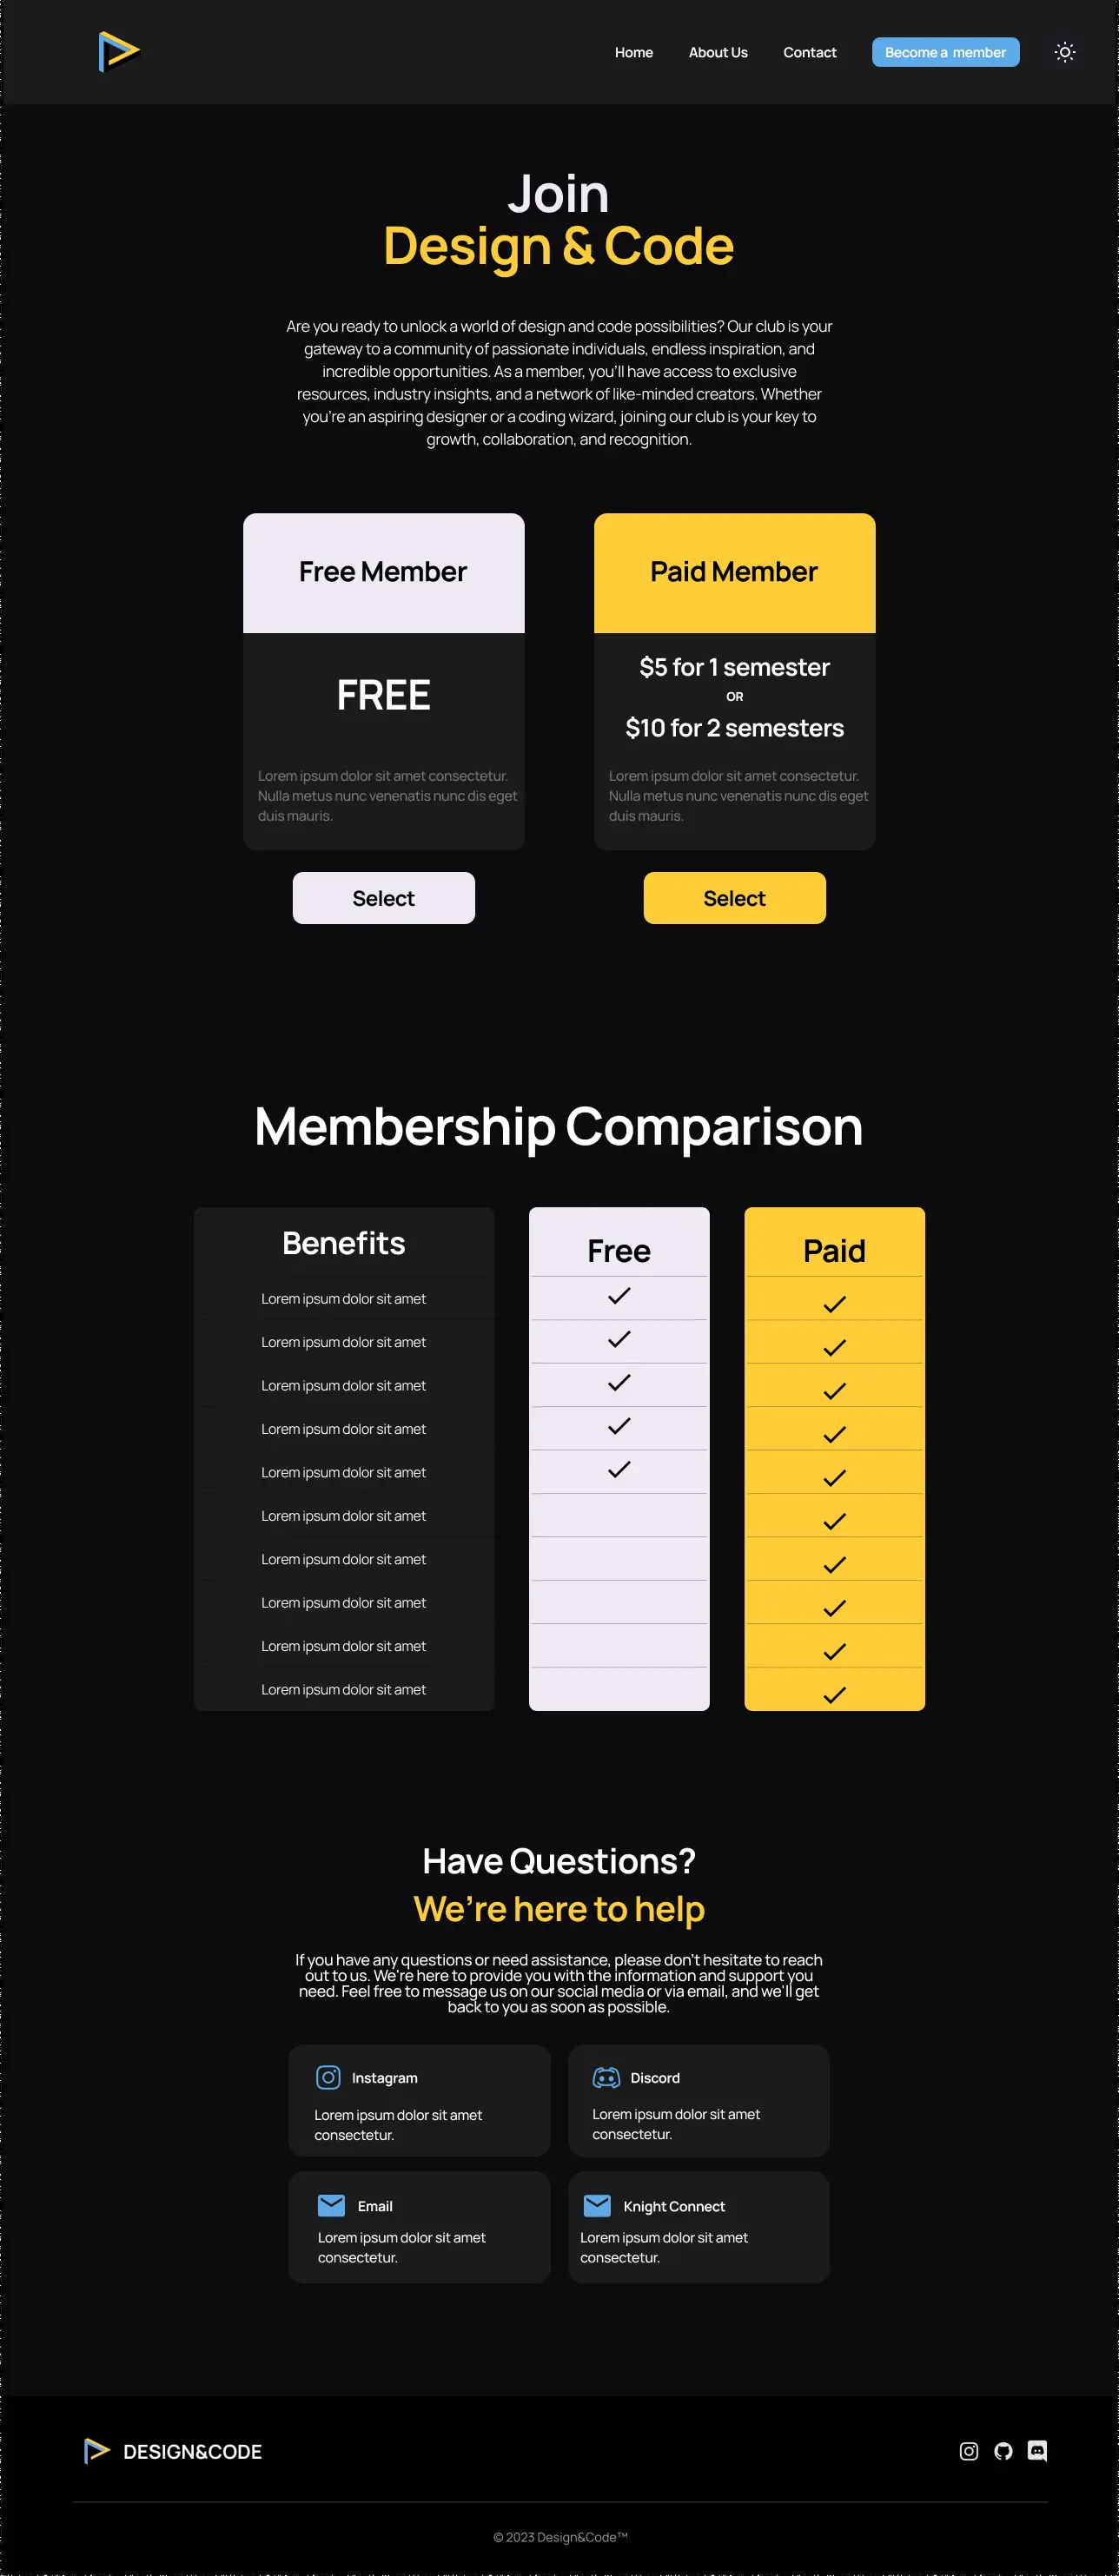 Home About Us Contact Become a member
Join
Design & Code
Are you ready to unlock a world of design and code possibilities? Our club is your
gateway to a community of passionate individuals, endless inspiration, and
incredible opportunities. As a member, you'll have access to exclusive
resources, industry insights, and a network of like-minded creators. Whether
you're an aspiring designer or a coding wizard, joining our club is your key to
growth, collaboration, and recognition.
Free Member
FREE
Lorem ipsum dolor sit amet consectetur.
Nulla metus nunc venenatis nunc dis eget
duis mauris.
Select
Paid Member
$5 for 1 semester
OR
$10 for 2 semesters
Lorem ipsum dolor sit amet consectetur.
Nulla metus nunc venenatis nunc dis eget
duis mauris.
Select
Membership Comparison
Benefits
Lorem ipsum dolor sit amet
Lorem ipsum dolor sit amet
Lorem ipsum dolor sit amet
Lorem ipsum dolor sit amet
Lorem ipsum dolor sit amet
Lorem ipsum dolor sit amet
Lorem ipsum dolor sit amet
Lorem ipsum dolor sit amet
Lorem ipsum dolor sit amet
Lorem ipsum dolor sit amet
Free
Paid
Have Questions?
We're here to help
If you have any questions or need assistance, please don't hesitate to reach
out to us. We're here to provide you with the information and support you
need. Feel free to message us on our social media or via email, and we'll get
back to you as soon as possible.
Instagram
Lorem ipsum dolor sit amet
consectetur.
Discord
Lorem ipsum dolor sit amet
consectetur.
Email
Lorem ipsum dolor sit amet
consectetur.
Knight Connect
Lorem ipsum dolor sit amet
consectetur.
DESIGN&CODE
© 2023 Design&Code™